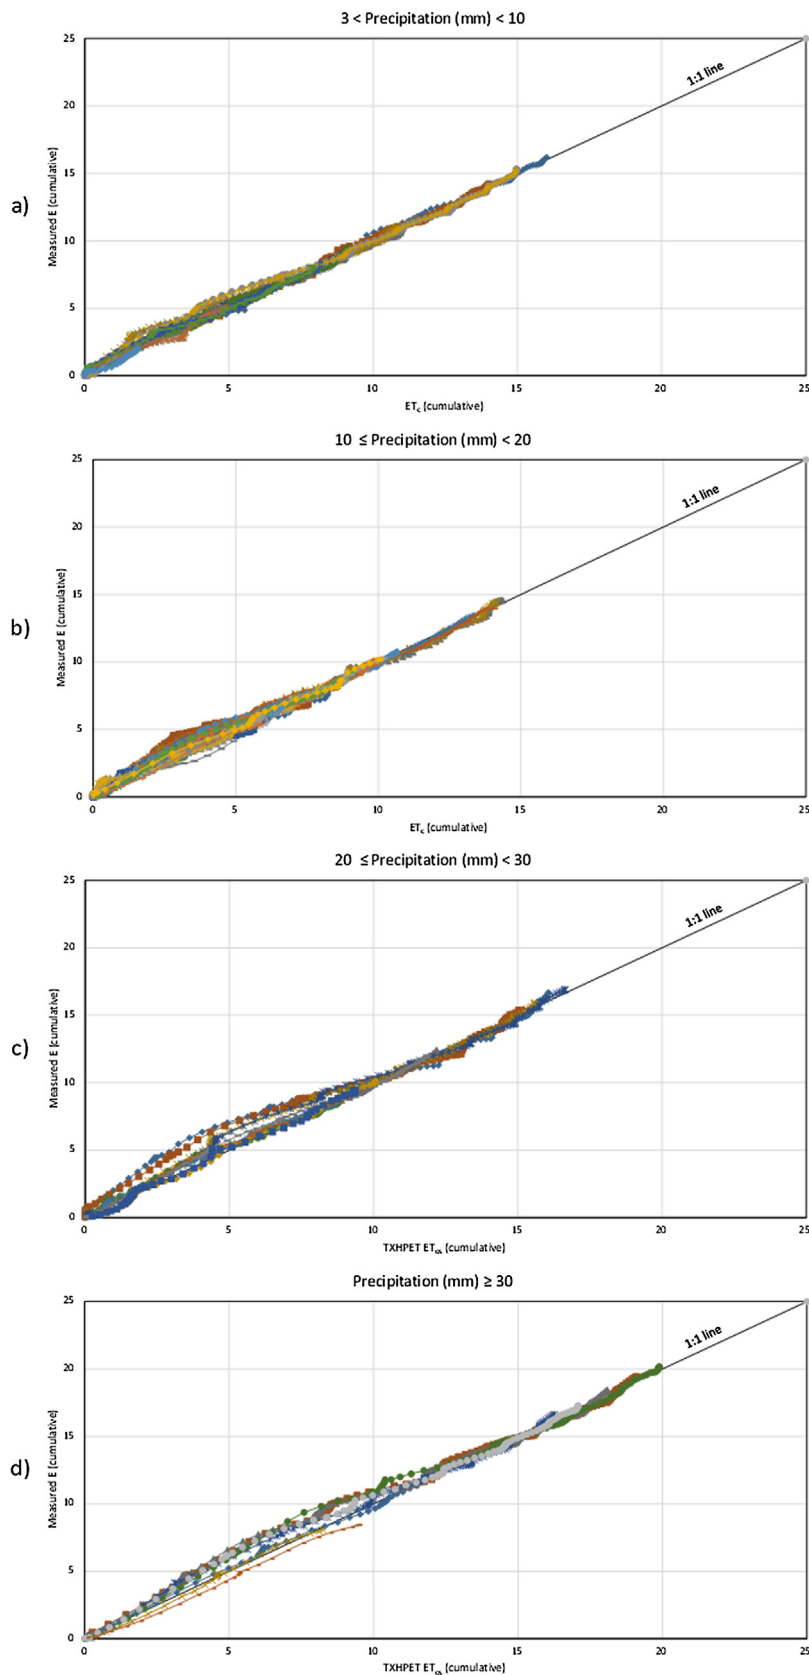 3 < Precipitation (mm) < 10
25
20
15
10
5
0
Measured E (cumulative)
a)
1:1 line
0 5 10 15 20 25
ETc (cumulative)
10 ≤ Precipitation (mm) < 20
25
20
15
10
5
0
Measured E (cumulative)
b)
1:1 line
0 5 10 15 20 25
ETc (cumulative)
20 ≤ Precipitation (mm) < 30
25
20
15
10
5
0
Measured E (cumulative)
c)
1:1 line
0 5 10 15 20 25
TXHPET ETos (cumulative)
Precipitation (mm) ≥ 30
25
20
15
10
5
0
Measured E (cumulative)
d)
1:1 line
0 5 10 15 20 25
TXHPET ETos (cumulative)